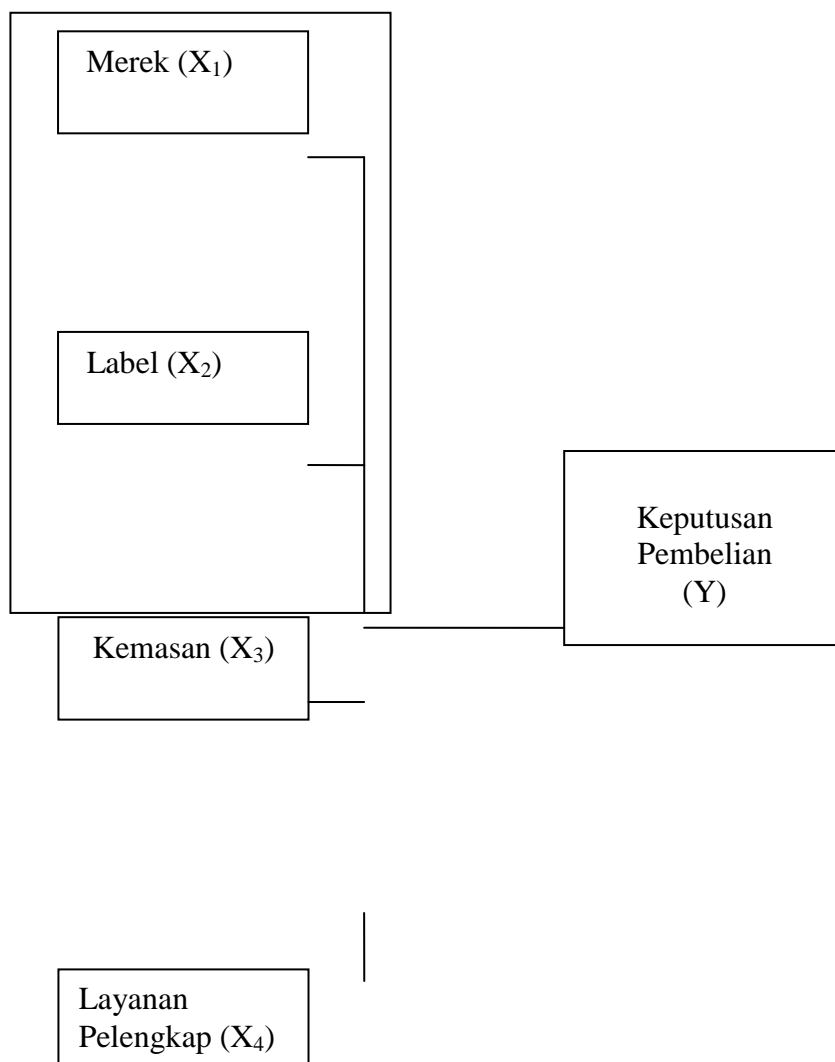 Merek (X₁)
Label (X₂)
Keputusan
Pembelian
(Y)
Kemasan (X₃)
Layanan
Pelengkap (X₄)